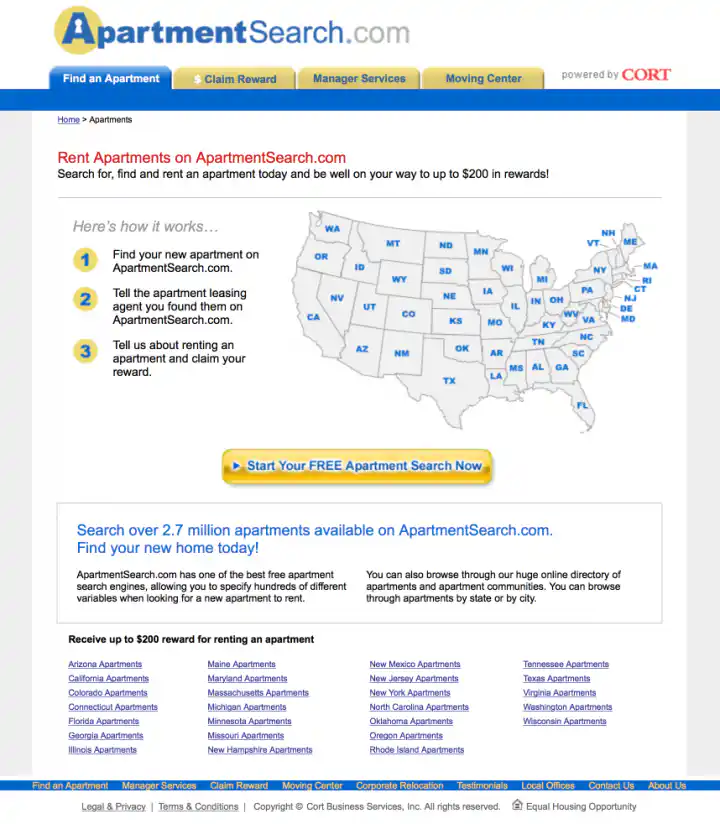 ApartmentSearch.com
Find an Apartment
$ Claim Reward
Manager Services
Moving Center
powered by CORT
Home > Apartments
Rent Apartments on ApartmentSearch.com
Search for, find and rent an apartment today and be well on your way to up to $200 in rewards!
Here's how it works…
1 Find your new apartment on
ApartmentSearch.com.
2 Tell the apartment leasing
agent you found them on
ApartmentSearch.com.
3 Tell us about renting an
apartment and claim your
reward.
WA
MT
ND
MN
NH
VT
ME
OR
ID
WY
SD
WI
MI
NY
MA
RI
CT
NJ
DE
MD
NV
UT
CO
NE
IA
IL
IN
OH
PA
WV
VA
CA
KS
MO
KY
NC
TN
SC
AZ
NM
OK
AR
MS
AL
GA
LA
TX
FL
Start Your FREE Apartment Search Now
Search over 2.7 million apartments available on ApartmentSearch.com.
Find your new home today!
ApartmentSearch.com has one of the best free apartment
search engines, allowing you to specify hundreds of different
variables when looking for a new apartment to rent.
You can also browse through our huge online directory of
apartments and apartment communities. You can browse
through apartments by state or by city.
Receive up to $200 reward for renting an apartment
Arizona Apartments
California Apartments
Colorado Apartments
Connecticut Apartments
Florida Apartments
Georgia Apartments
Illinois Apartments
Maine Apartments
Maryland Apartments
Massachusetts Apartments
Michigan Apartments
Minnesota Apartments
Missouri Apartments
New Hampshire Apartments
New Mexico Apartments
New Jersey Apartments
New York Apartments
North Carolina Apartments
Oklahoma Apartments
Oregon Apartments
Rhode Island Apartments
Tennessee Apartments
Texas Apartments
Virginia Apartments
Washington Apartments
Wisconsin Apartments
Find an Apartment Manager Services Claim Reward Moving Center Corporate Relocation Testimonials Local Offices Contact Us About Us
Legal & Privacy | Terms & Conditions | Copyright © Cort Business Services, Inc. All rights reserved. Equal Housing Opportunity